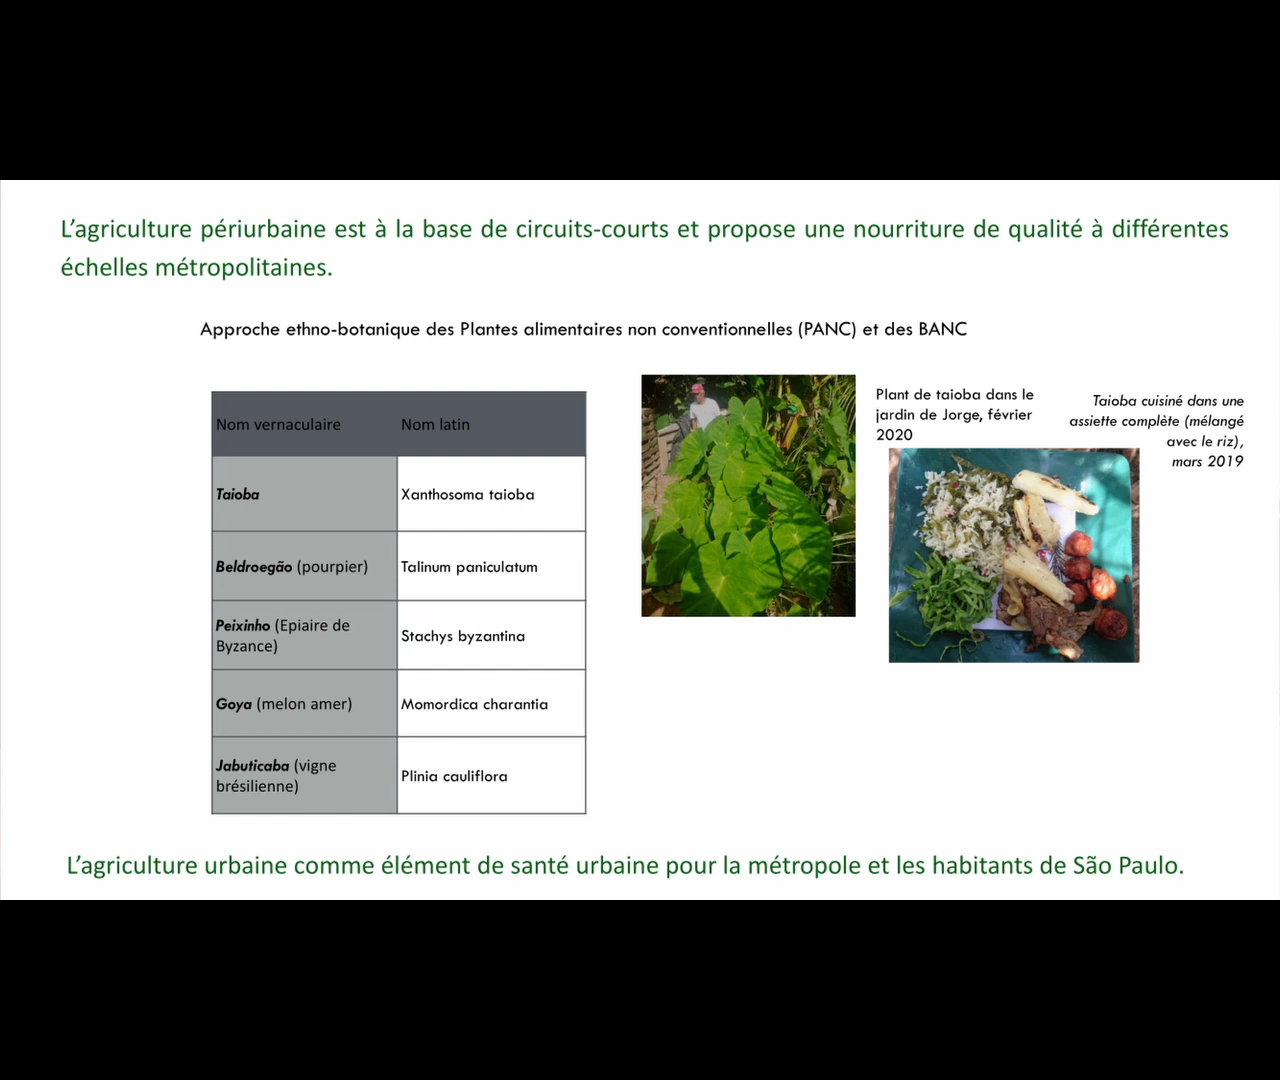 L’agriculture périurbaine est à la base de circuits-courts et propose une nourriture de qualité à différentes
échelles métropolitaines.
Approche ethno-botanique des Plantes alimentaires non conventionnelles (PANC) et des BANC
Nom vernaculaire
Nom latin
Taioba
Xanthosoma taioba
Beldroegão (pourpier)
Talinum paniculatum
Peixinho (Epiaire de
Byzance)
Stachys byzantina
Goya (melon amer)
Momordica charantia
Jabuticaba (vigne
brésilienne)
Plinia cauliflora
Plant de taioba dans le
jardin de Jorge, février
2020
Taioba cuisiné dans une
assiette complète (mélangé
avec le riz),
mars 2019
L’agriculture urbaine comme élément de santé urbaine pour la métropole et les habitants de São Paulo.